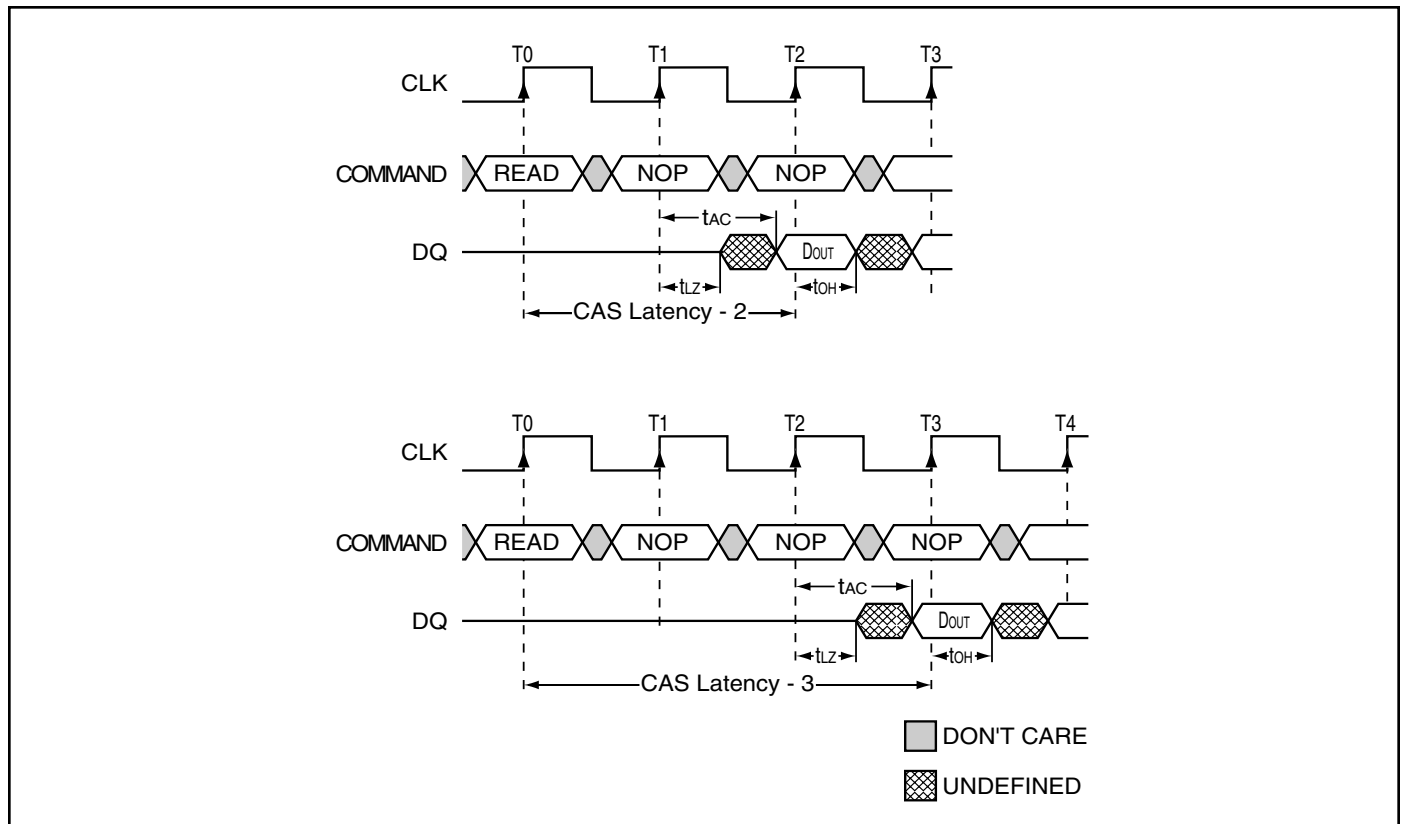 T0 T1 T2 T3
CLK
COMMAND READ NOP NOP
tAC
DQ DOUT
tLZ tOH
CAS Latency - 2
T0 T1 T2 T3 T4
CLK
COMMAND READ NOP NOP NOP
tAC
DQ DOUT
tLZ tOH
CAS Latency - 3
DON'T CARE
UNDEFINED